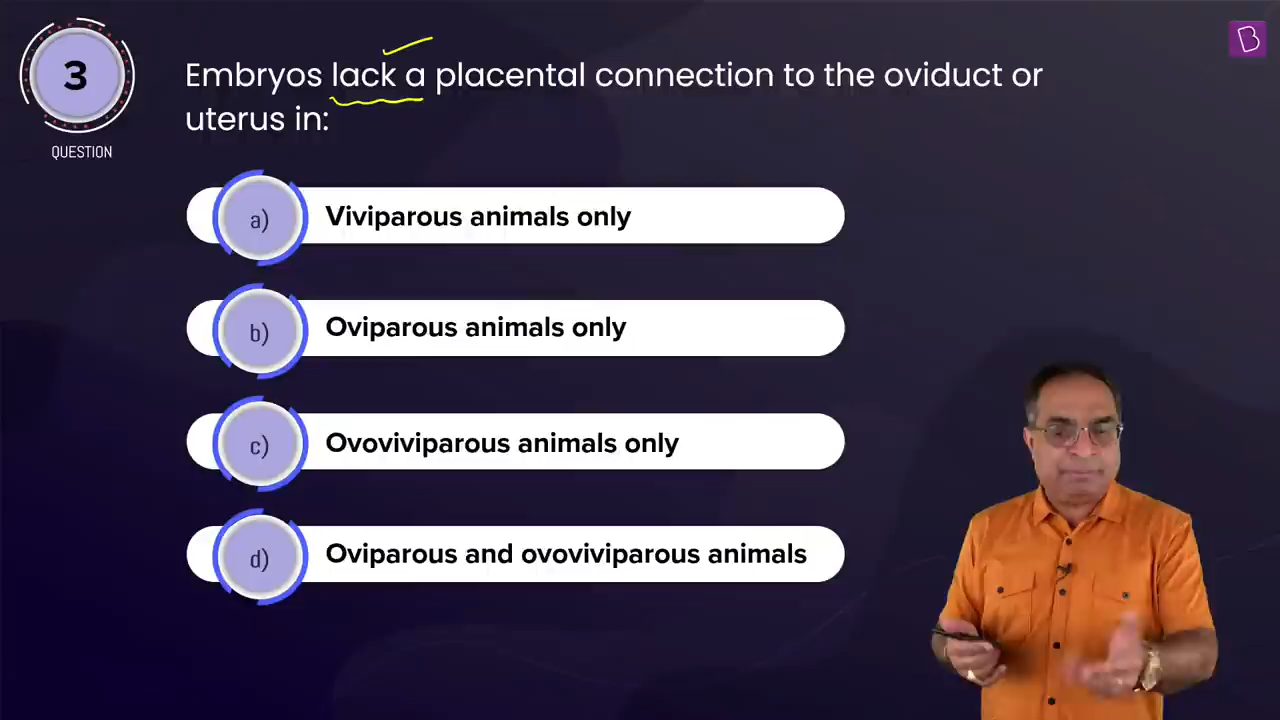 3
QUESTION
Embryos lack a placental connection to the oviduct or
uterus in:
a) Viviparous animals only
b) Oviparous animals only
c) Ovoviviparous animals only
d) Oviparous and ovoviviparous animals
B